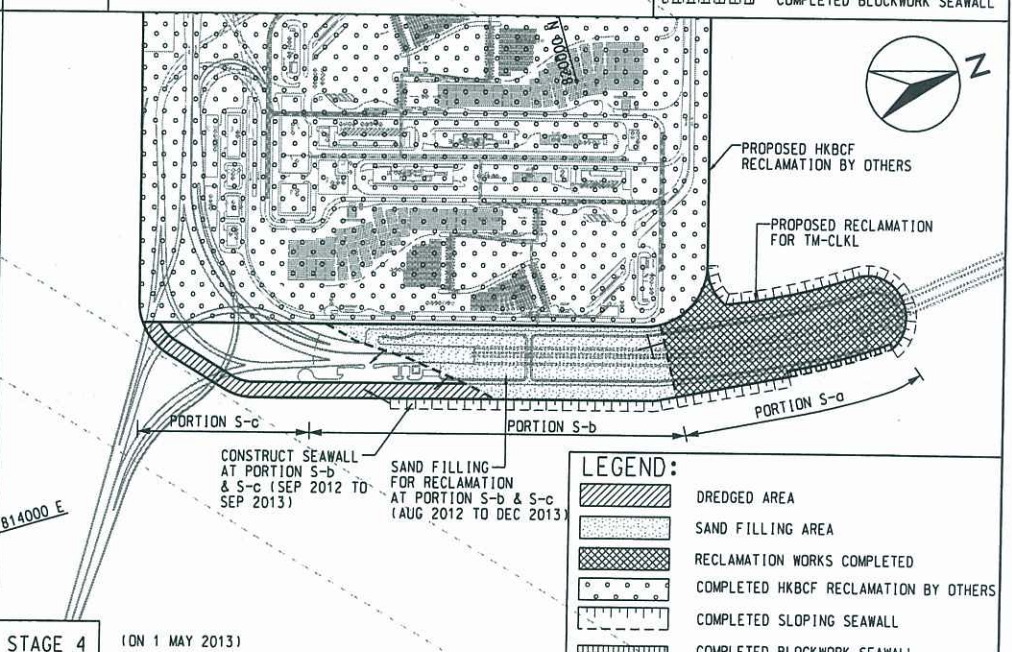 COMPLETED BLOCKWORK SEAWALL
820000 N
Z
PROPOSED HKBCF
RECLAMATION BY OTHERS
PROPOSED RECLAMATION
FOR TM-CLKL
PORTION S-c
PORTION S-b
PORTION S-a
CONSTRUCT SEAWALL
AT PORTION S-b
& S-c (SEP 2012 TO
SEP 2013)
SAND FILLING
FOR RECLAMATION
AT PORTION S-b & S-c
(AUG 2012 TO DEC 2013)
814000 E
LEGEND:
DREDGED AREA
SAND FILLING AREA
RECLAMATION WORKS COMPLETED
COMPLETED HKBCF RECLAMATION BY OTHERS
COMPLETED SLOPING SEAWALL
COMPLETED BLOCKWORK SEAWALL
STAGE 4
(ON 1 MAY 2013)